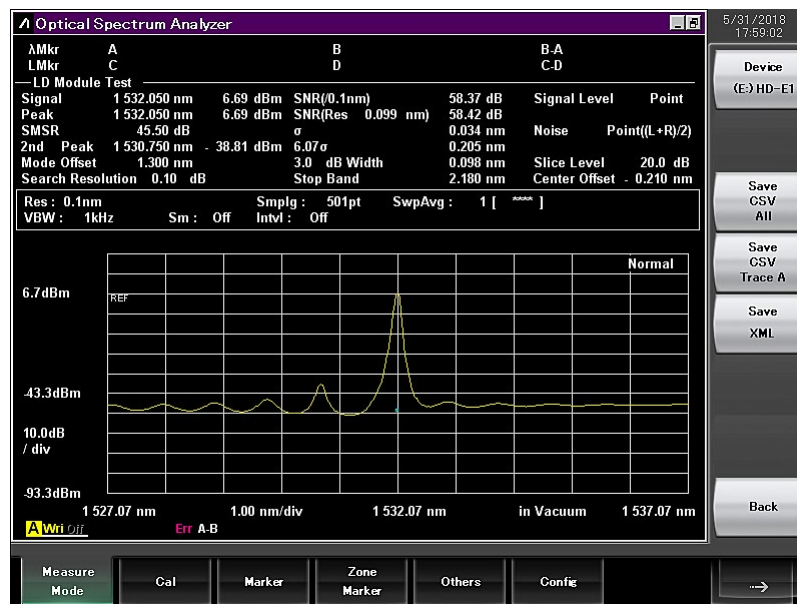 Optical Spectrum Analyzer
5/31/2018
17:59:02
λMkr A B B-A
LMkr C D C-D
LD Module Test
Signal 1 532.050 nm 6.69 dBm SNR(/0.1nm) 58.37 dB Signal Level Point
Peak 1 532.050 nm 6.69 dBm SNR(Res 0.099 nm) 58.42 dB
SMSR 45.50 dB σ 0.034 nm Noise Point((L+R)/2)
2nd Peak 1 530.750 nm - 38.81 dBm 6.07σ 0.205 nm
Mode Offset 1.300 nm 3.0 dB Width 0.098 nm Slice Level 20.0 dB
Search Resolution 0.10 dB Stop Band 2.180 nm Center Offset - 0.210 nm
Res : 0.1nm Smplg : 501pt SwpAvg : 1 [ **** ]
VBW : 1kHz Sm : Off Intvl : Off
Normal
6.7dBm
REF
-43.3dBm
10.0dB
/ div
-93.3dBm
1 527.07 nm 1.00 nm/div 1 532.07 nm in Vacuum 1 537.07 nm
A Wri Off Err A-B
Device
(E:)HD-E1
Save
CSV
All
Save
CSV
Trace A
Save
XML
Back
Measure
Mode
Cal
Marker
Zone
Marker
Others
Config